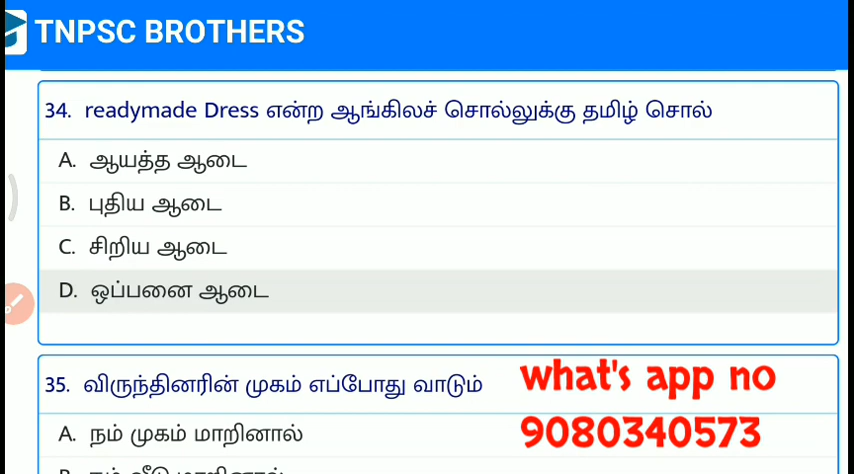 TNPSC BROTHERS
34. readymade Dress என்ற ஆங்கிலச் சொல்லுக்கு தமிழ் சொல்
A. ஆயத்த ஆடை
B. புதிய ஆடை
C. சிறிய ஆடை
D. ஒப்பனை ஆடை
35. விருந்தினரின் முகம் எப்போது வாடும்
what's app no
A. நம் முகம் மாறினால்
9080340573